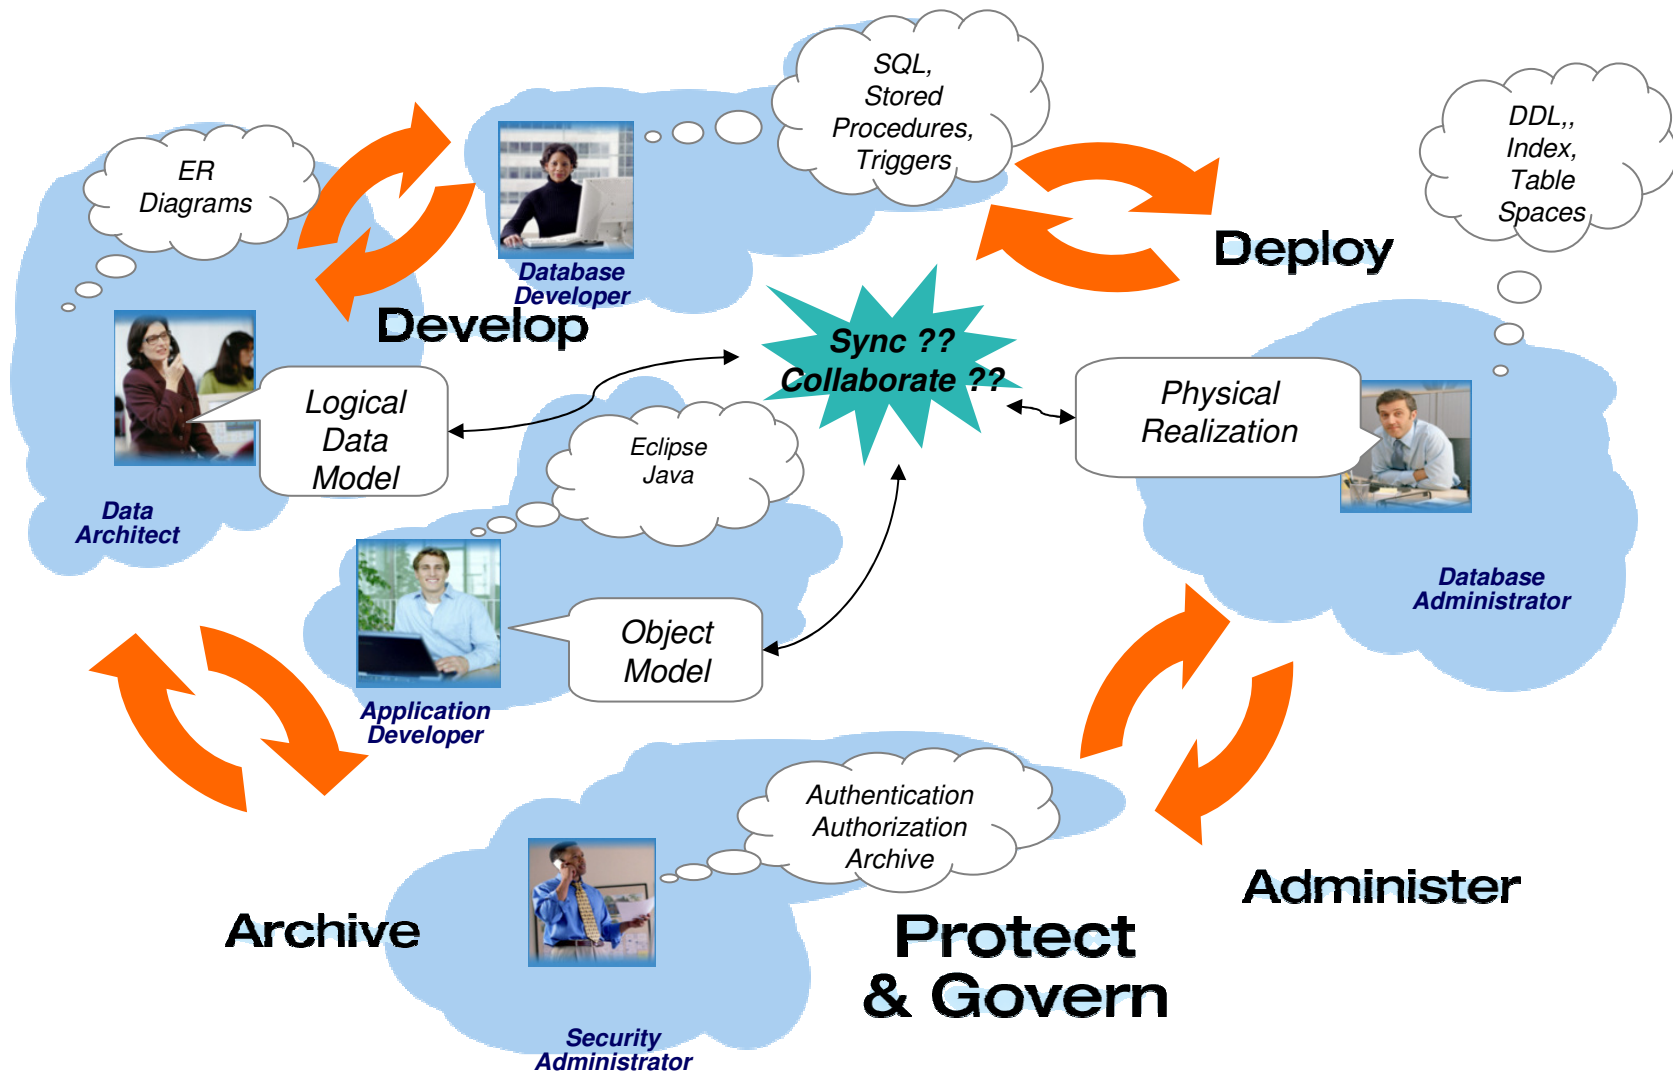 SQL,
Stored
Procedures,
Triggers
DDL,,
Index,
Table
Spaces
ER
Diagrams
Database
Developer
Deploy
Develop
Sync ??
Collaborate ??
Logical
Data
Model
Physical
Realization
Eclipse
Java
Data
Architect
Database
Administrator
Object
Model
Application
Developer
Authentication
Authorization
Archive
Administer
Archive
Protect
& Govern
Security
Administrator